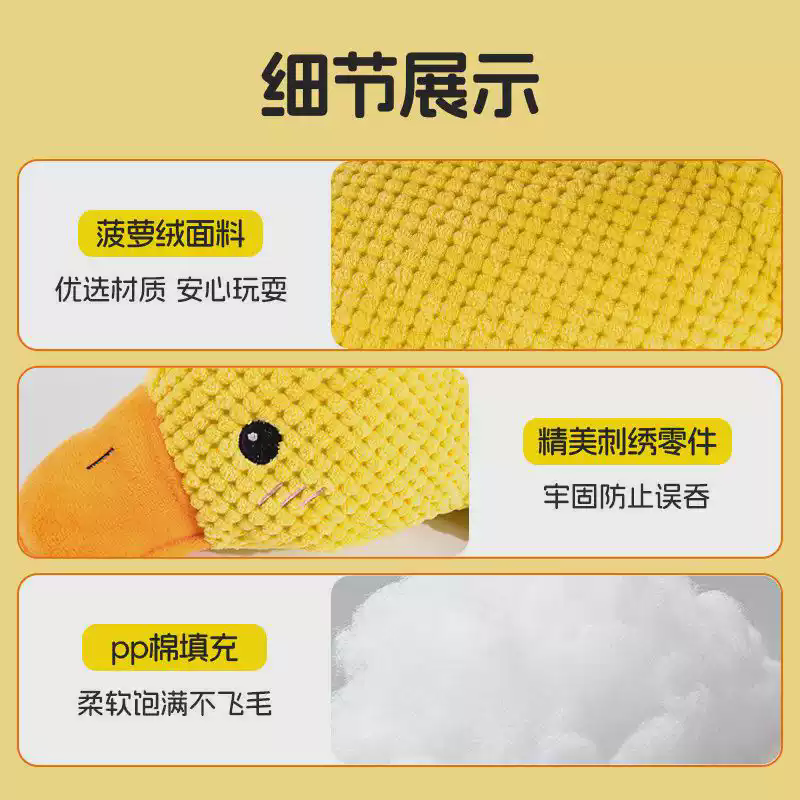 细节展示
菠萝绒面料
优选材质 安心玩耍
精美刺绣零件
牢固防止误吞
pp棉填充
柔软饱满不飞毛